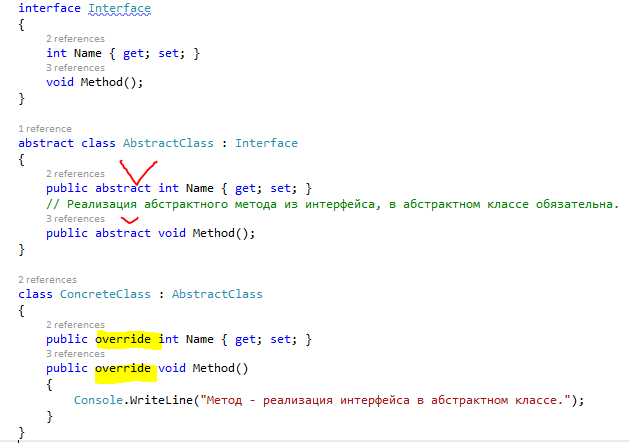 interface Interface
{
2 references
int Name { get; set; }
3 references
void Method();
}
1 reference
abstract class AbstractClass : Interface
{
2 references
public abstract int Name { get; set; }
// Реализация абстрактного метода из интерфейса, в абстрактном классе обязательна.
3 references
public abstract void Method();
}
2 references
class ConcreteClass : AbstractClass
{
2 references
public override int Name { get; set; }
3 references
public override void Method()
{
Console.WriteLine("Метод - реализация интерфейса в абстрактном классе.");
}
}